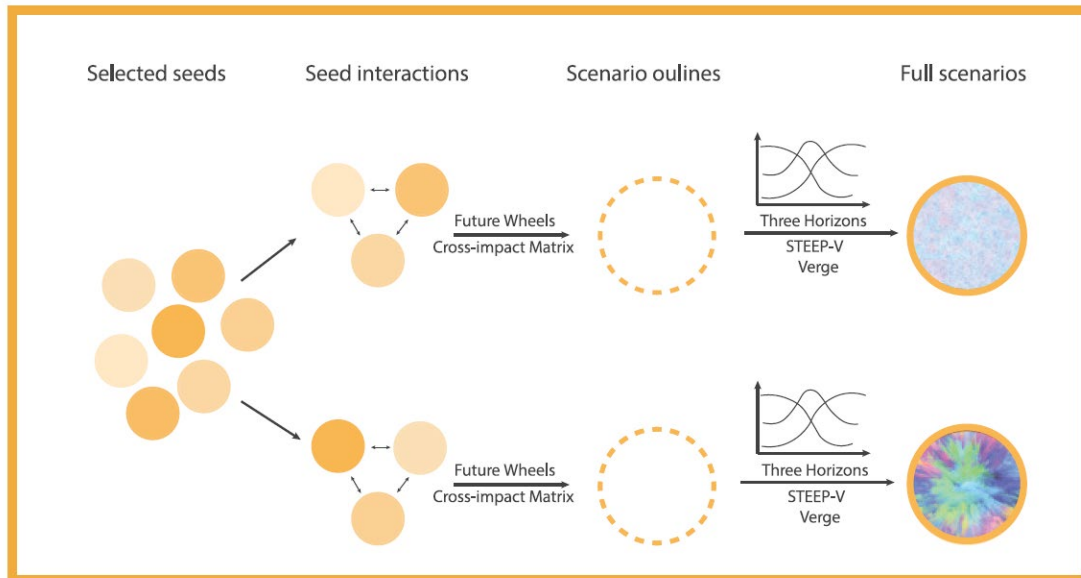 Selected seeds
Seed interactions
Scenario oulines
Full scenarios
Future Wheels
Cross-impact Matrix
Three Horizons
STEEP-V
Verge
Future Wheels
Cross-impact Matrix
Three Horizons
STEEP-V
Verge